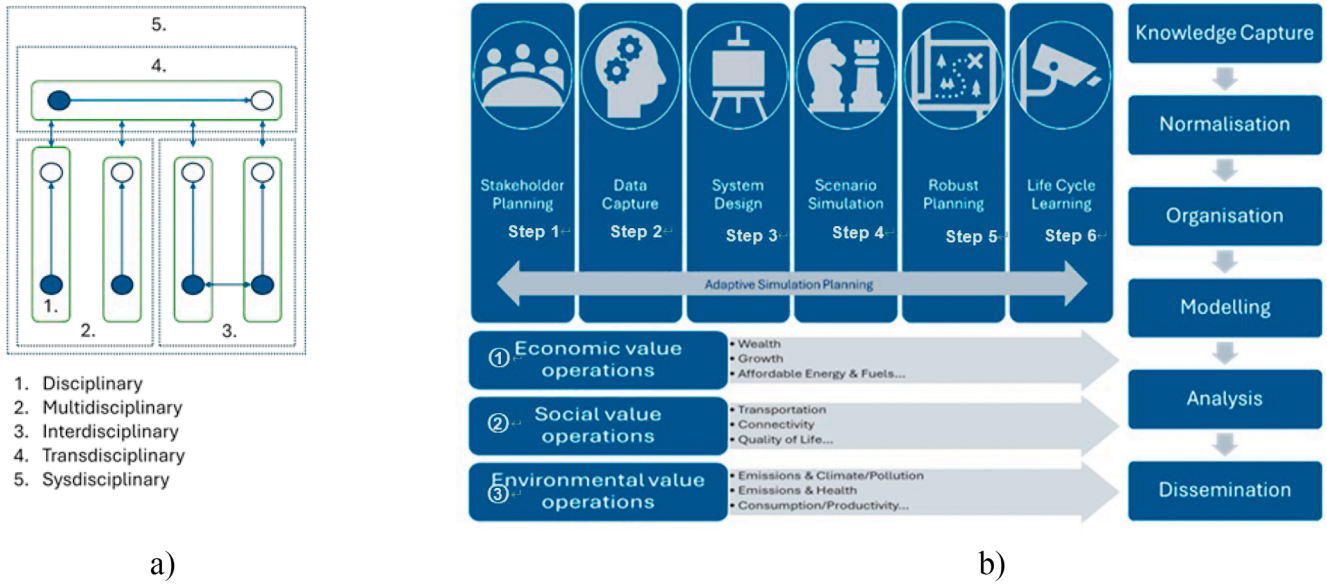 5.
4.
1.
2.
3.
1. Disciplinary
2. Multidisciplinary
3. Interdisciplinary
4. Transdisciplinary
5. Sysdisciplinary
a)
Stakeholder
Planning
Step 1↵
Data
Capture
Step 2↵
System
Design
Step 3↵
Scenario
Simulation
Step 4↵
Robust
Planning
Step 5↵
Life Cycle
Learning
Step 6↵
Adaptive Simulation Planning
①↵ Economic value
operations
• Wealth
• Growth
• Affordable Energy & Fuels...
②↵ Social value
operations
• Transportation
• Connectivity
• Quality of Life...
Environmental value
③↵ operations
• Emissions & Climate/Pollution
• Emissions & Health
• Consumption/Productivity...
Knowledge Capture
Normalisation
Organisation
Modelling
Analysis
Dissemination
b)